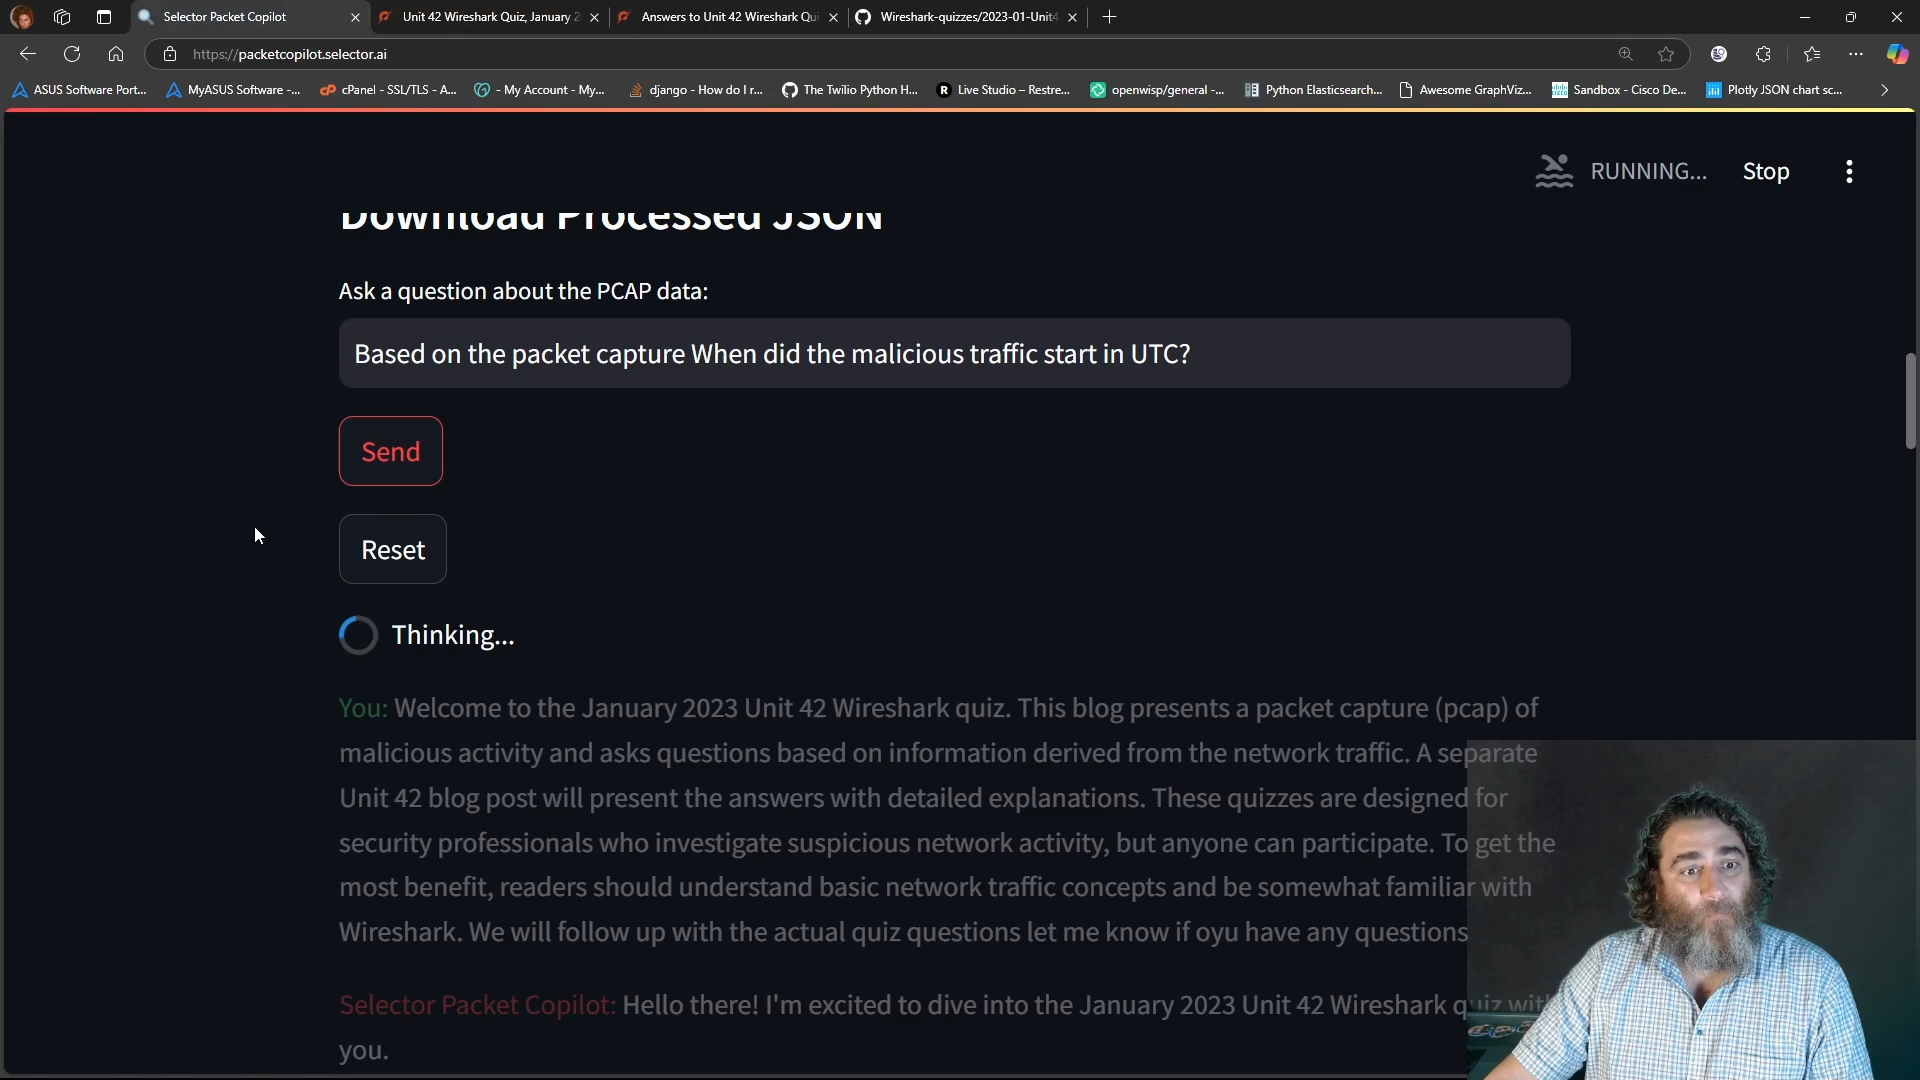 Selector Packet Copilot
Unit 42 Wireshark Quiz, January 2
Answers to Unit 42 Wireshark Qui
Wireshark-quizzes/2023-01-Unit4
https://packetcopilot.selector.ai
ASUS Software Port...
MyASUS Software -...
cPanel - SSL/TLS - A...
- My Account - My...
django - How do I r...
The Twilio Python H...
Live Studio – Restre...
openwisp/general -...
Python Elasticsearch...
Awesome GraphViz...
Sandbox - Cisco De...
Plotly JSON chart sc...
RUNNING...
Stop
Download Processed JSON
Ask a question about the PCAP data:
Based on the packet capture When did the malicious traffic start in UTC?
Send
Reset
Thinking...
You: Welcome to the January 2023 Unit 42 Wireshark quiz. This blog presents a packet capture (pcap) of
malicious activity and asks questions based on information derived from the network traffic. A separate
Unit 42 blog post will present the answers with detailed explanations. These quizzes are designed for
security professionals who investigate suspicious network activity, but anyone can participate. To get the
most benefit, readers should understand basic network traffic concepts and be somewhat familiar with
Wireshark. We will follow up with the actual quiz questions let me know if oyu have any questions
Selector Packet Copilot: Hello there! I'm excited to dive into the January 2023 Unit 42 Wireshark quiz with
you.